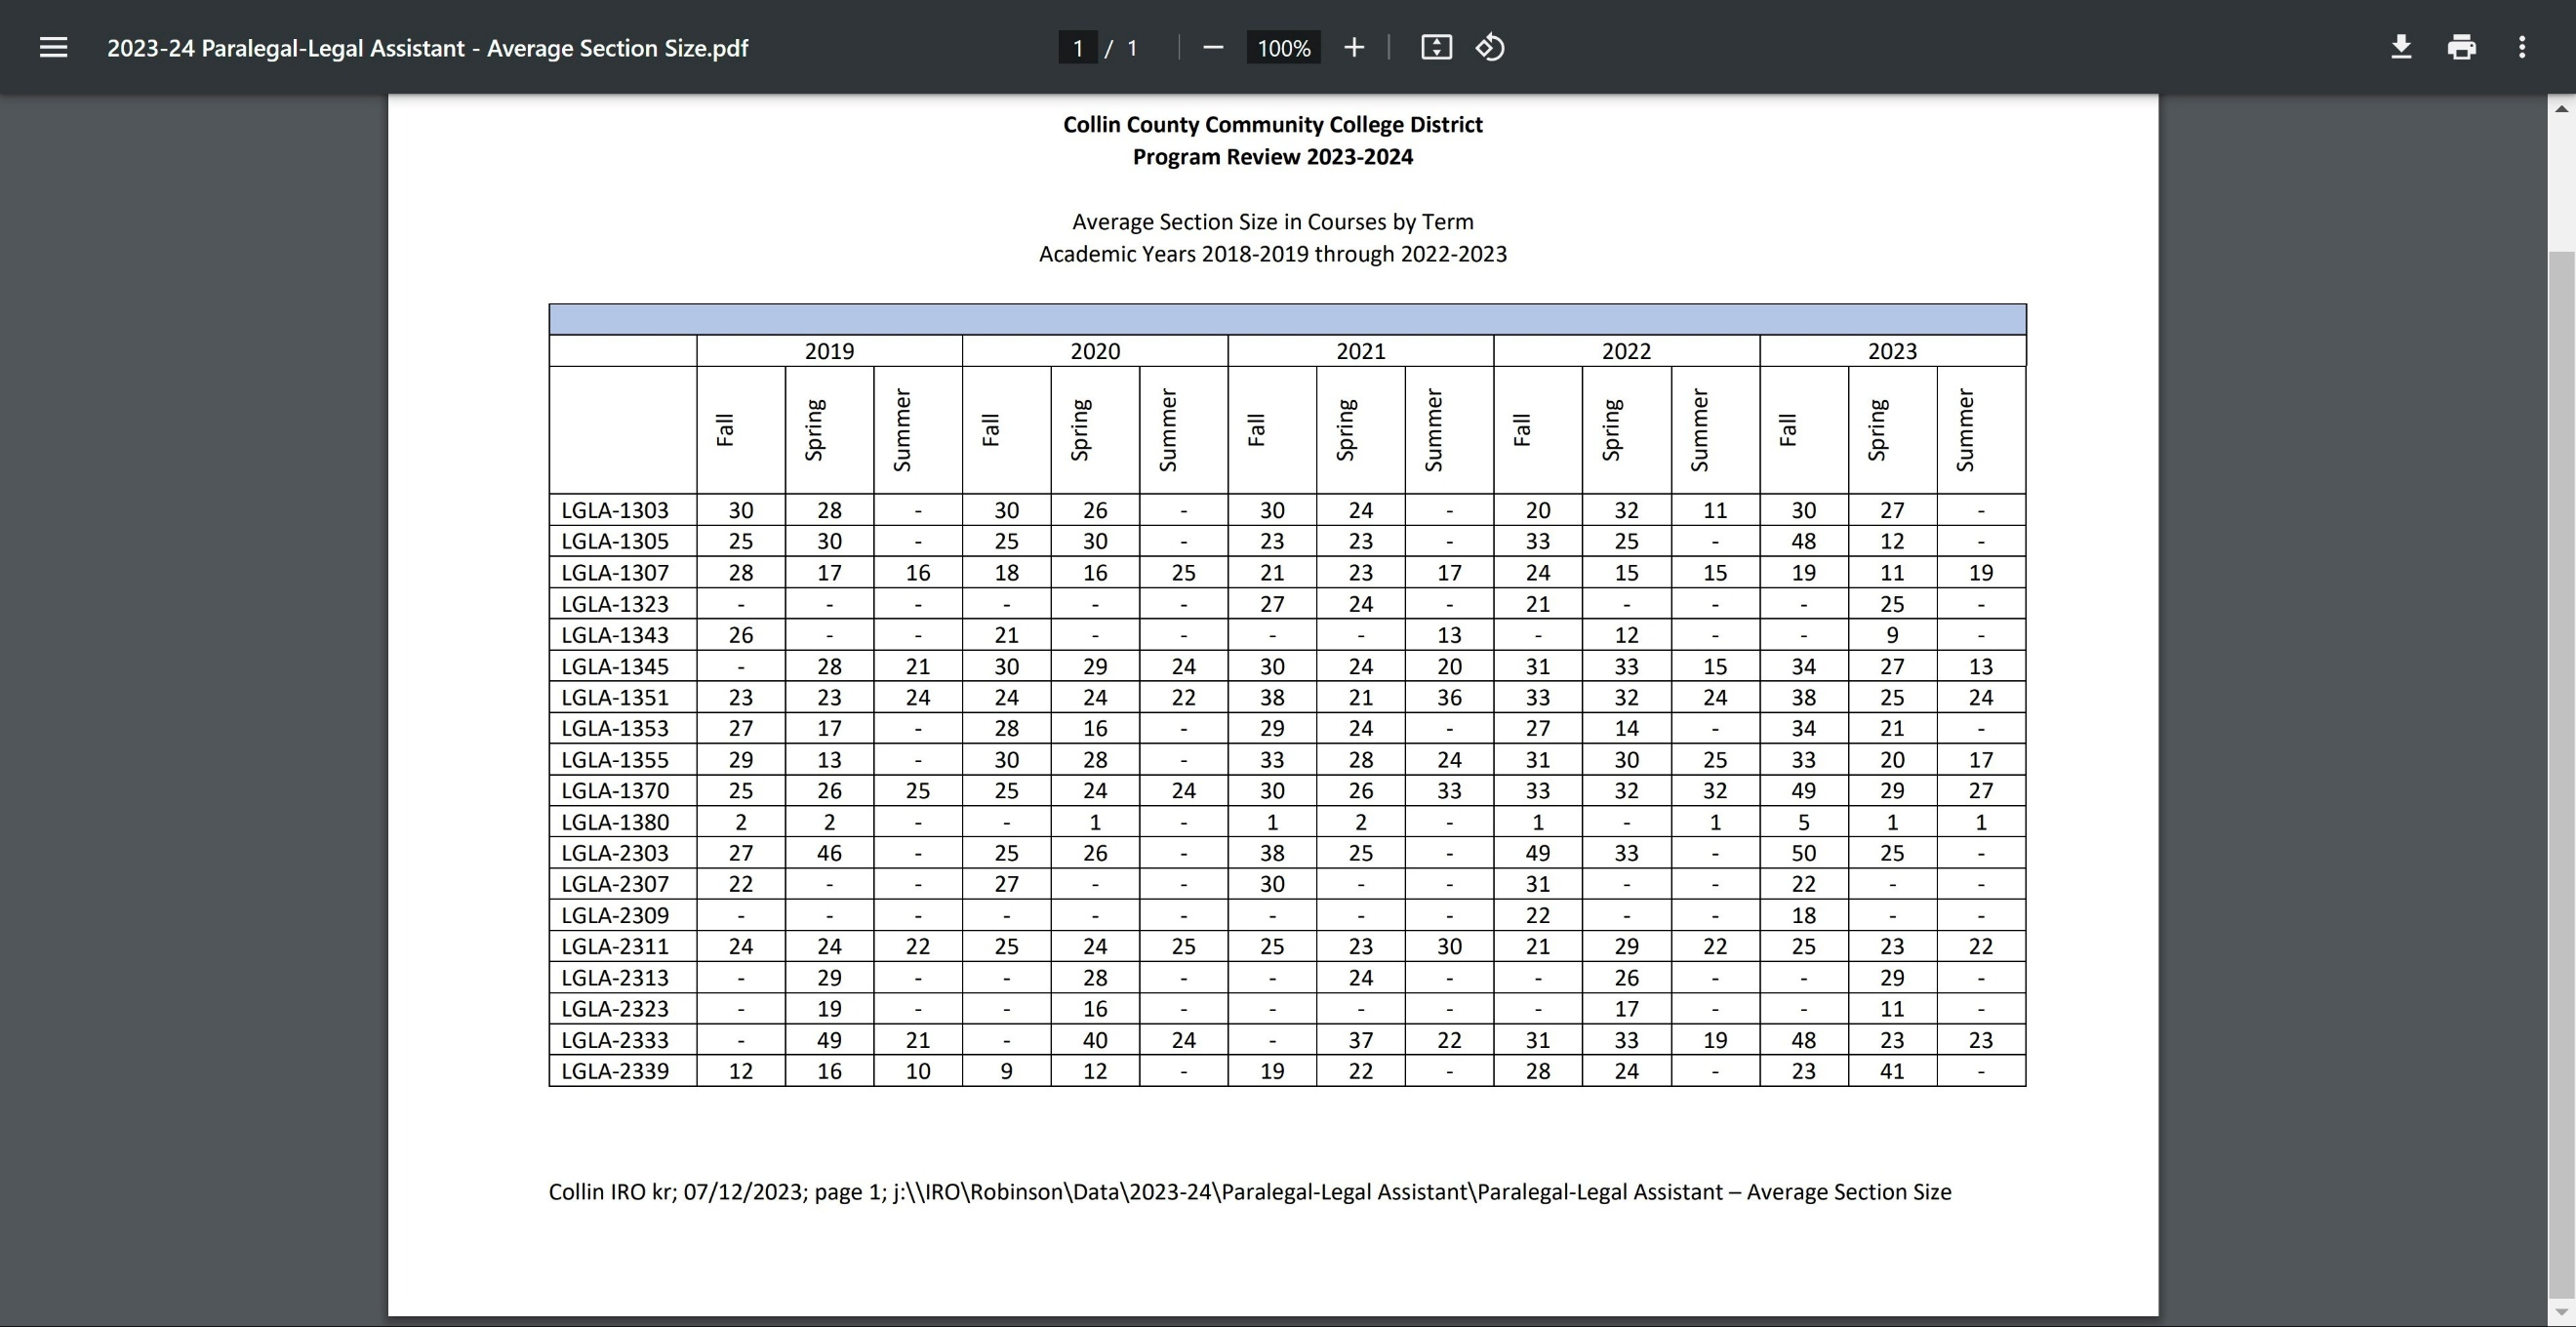 2023-24 Paralegal-Legal Assistant - Average Section Size.pdf 1 / 1 100%
Collin County Community College District
Program Review 2023-2024
Average Section Size in Courses by Term
Academic Years 2018-2019 through 2022-2023
2019 2020 2021 2022 2023
Fall Spring Summer Fall Spring Summer Fall Spring Summer Fall Spring Summer Fall Spring Summer
LGLA-1303 30 28 - 30 26 - 30 24 - 20 32 11 30 27 -
LGLA-1305 25 30 - 25 30 - 23 23 - 33 25 - 48 12 -
LGLA-1307 28 17 16 18 16 25 21 23 17 24 15 15 19 11 19
LGLA-1323 - - - - - - 27 24 - 21 - - - 25 -
LGLA-1343 26 - - 21 - - - - 13 - 12 - - 9 -
LGLA-1345 - 28 21 30 29 24 30 24 20 31 33 15 34 27 13
LGLA-1351 23 23 24 24 24 22 38 21 36 33 32 24 38 25 24
LGLA-1353 27 17 - 28 16 - 29 24 - 27 14 - 34 21 -
LGLA-1355 29 13 - 30 28 - 33 28 24 31 30 25 33 20 17
LGLA-1370 25 26 25 25 24 24 30 26 33 33 32 32 49 29 27
LGLA-1380 2 2 - - 1 - 1 2 - 1 - 1 5 1 1
LGLA-2303 27 46 - 25 26 - 38 25 - 49 33 - 50 25 -
LGLA-2307 22 - - 27 - - 30 - - 31 - - 22 - -
LGLA-2309 - - - - - - - - - 22 - - 18 - -
LGLA-2311 24 24 22 25 24 25 25 23 30 21 29 22 25 23 22
LGLA-2313 - 29 - - 28 - - 24 - - 26 - - 29 -
LGLA-2323 - 19 - - 16 - - - - - 17 - - 11 -
LGLA-2333 - 49 21 - 40 24 - 37 22 31 33 19 48 23 23
LGLA-2339 12 16 10 9 12 - 19 22 - 28 24 - 23 41 -
Collin IRO kr; 07/12/2023; page 1; j:\\IRO\Robinson\Data\2023-24\Paralegal-Legal Assistant\Paralegal-Legal Assistant – Average Section Size